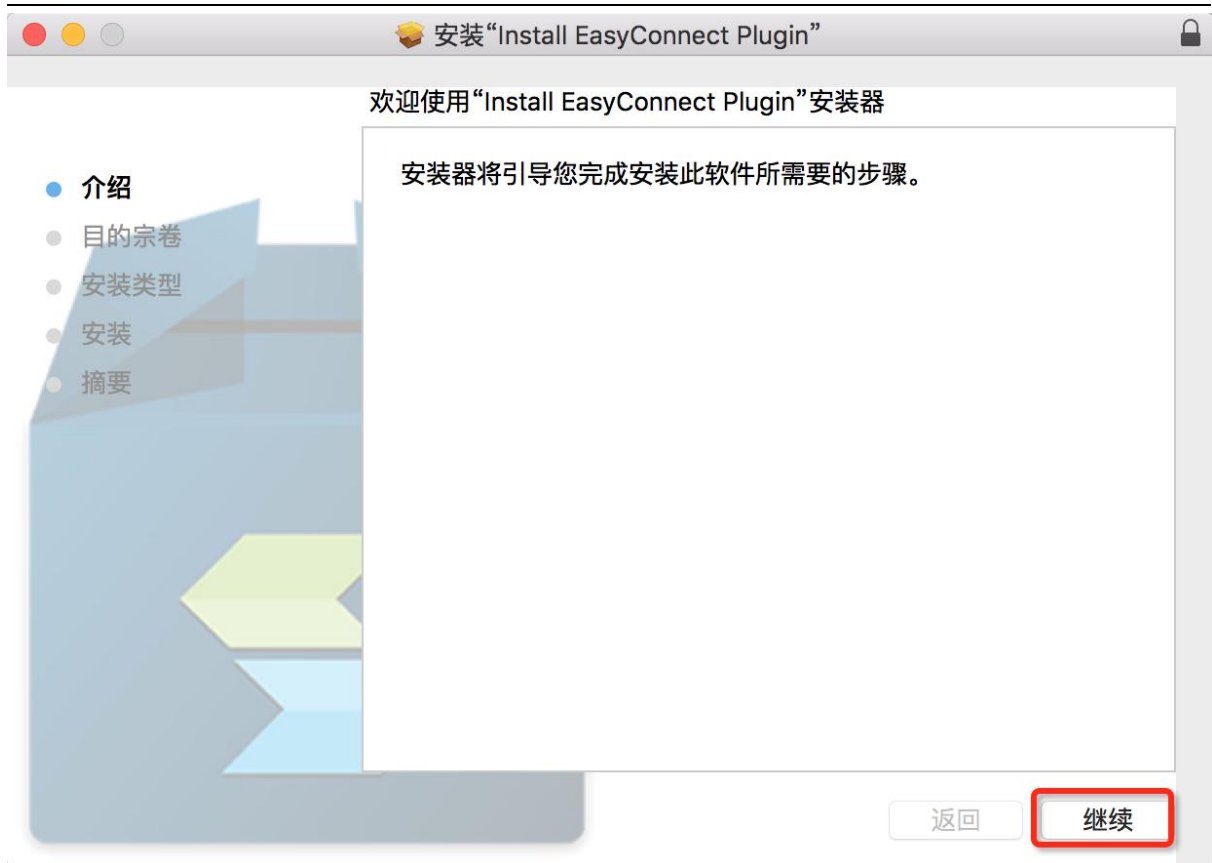 安装“Install EasyConnect Plugin”
欢迎使用“Install EasyConnect Plugin”安装器
安装器将引导您完成安装此软件所需要的步骤。
介绍
目的宗卷
安装类型
安装
摘要
返回
继续